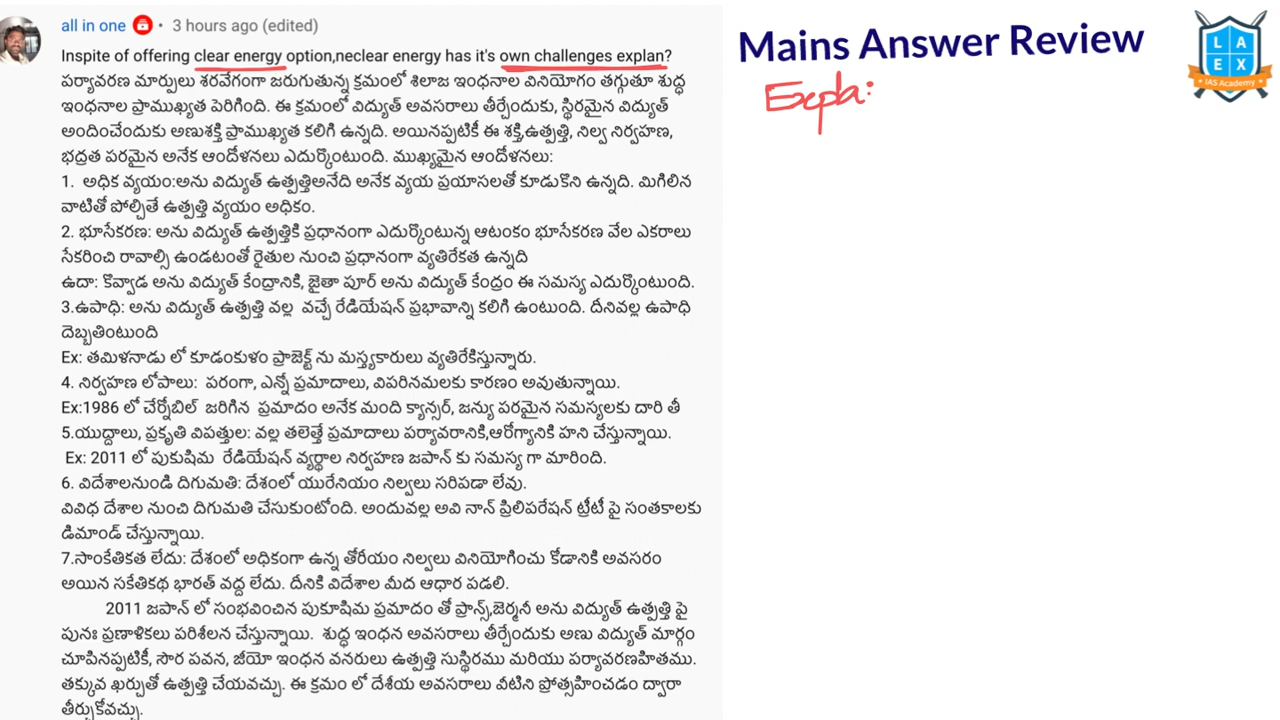 all in one • 3 hours ago (edited)
Inspite of offering clear energy option,neclear energy has it's own challenges explan?
పర్యావరణ మార్పులు శరవేగంగా జరుగుతున్న క్రమంలో శిలాజ ఇంధనాల వినియోగం తగ్గుతూ శుద్ధ
ఇంధనాల ప్రాముఖ్యత పెరిగింది. ఈ క్రమంలో విద్యుత్ అవసరాలు తీర్చేందుకు, స్థిరమైన విద్యుత్
అందించేందుకు అణుశక్తి ప్రాముఖ్యత కలిగి ఉన్నది. అయినప్పటికీ ఈ శక్తి,ఉత్పత్తి, నిల్వ నిర్వహణ,
భద్రత పరమైన అనేక ఆందోళనలు ఎదుర్కొంటుంది. ముఖ్యమైన ఆందోళనలు:
1. అధిక వ్యయం:అను విద్యుత్ ఉత్పత్తిఅనేది అనేక వ్యయ ప్రయాసలతో కూడుకొని ఉన్నది. మిగిలిన
వాటితో పోల్చితే ఉత్పత్తి వ్యయం అధికం.
2. భూసేకరణ: అను విద్యుత్ ఉత్పత్తికి ప్రధానంగా ఎదుర్కొంటున్న ఆటంకం భూసేకరణ వేల ఎకరాలు
సేకరించి రావాల్సి ఉండటంతో రైతుల నుంచి ప్రధానంగా వ్యతిరేకత ఉన్నది
ఉదా: కొవ్వాడ అను విద్యుత్ కేంద్రానికి, జైతా పూర్ అను విద్యుత్ కేంద్రం ఈ సమస్య ఎదుర్కొంటుంది.
3.ఉపాధి: అను విద్యుత్ ఉత్పత్తి వల్ల వచ్చే రేడియేషన్ ప్రభావాన్ని కలిగి ఉంటుంది. దీనివల్ల ఉపాధి
దెబ్బతింటుంది
Ex: తమిళనాడు లో కూడంకుళం ప్రాజెక్ట్ ను మస్త్యకారులు వ్యతిరేకిస్తున్నారు.
4. నిర్వహణ లోపాలు: పరంగా, ఎన్నో ప్రమాదాలు, విపరినమలకు కారణం అవుతున్నాయి.
Ex:1986 లో చేర్నోబిల్ జరిగిన ప్రమాదం అనేక మంది క్యాన్సర్, జన్యు పరమైన సమస్యలకు దారి తీ
5.యుద్దాలు, ప్రకృతి విపత్తుల: వల్ల తలెత్తే ప్రమాదాలు పర్యావరానికి,ఆరోగ్యానికి హని చేస్తున్నాయి.
Ex: 2011 లో పుకుషిమ రేడియేషన్ వ్యర్థాల నిర్వహణ జపాన్ కు సమస్య గా మారింది.
6. విదేశాలనుండి దిగుమతి: దేశంలో యురేనియం నిల్వలు సరిపడా లేవు.
వివిధ దేశాల నుంచి దిగుమతి చేసుకుంటోంది. అందువల్ల అవి నాన్ ప్రిలిపరేషన్ ట్రీటీ పై సంతకాలకు
డిమాండ్ చేస్తున్నాయి.
7.సాంకేతికత లేదు: దేశంలో అధికంగా ఉన్న తోరీయం నిల్వలు వినియోగించు కోడానికి అవసరం
అయిన సకేతికథ భారత్ వద్ద లేదు. దీనికి విదేశాల మీద ఆధార పడలి.
2011 జపాన్ లో సంభవించిన పుకూషిమ ప్రమాదం తో ప్రాన్స్,జెర్మనీ అను విద్యుత్ ఉత్పత్తి పై
పునః ప్రణాళికలు పరిశీలన చేస్తున్నాయి. శుద్ధ ఇంధన అవసరాలు తీర్చేందుకు అణు విద్యుత్ మార్గం
చూపినప్పటికీ, సౌర పవన, జీయో ఇంధన వనరులు ఉత్పత్తి సుస్థిరము మరియు పర్యావరణహితము.
తక్కువ ఖర్చుతో ఉత్పత్తి చేయవచ్చు. ఈ క్రమం లో దేశీయ అవసరాలు వీటిని ప్రోత్సహించడం ద్వారా
తీర్చుకోవచ్చు.
Mains Answer Review
Expla:
LA
EX
IAS Academy